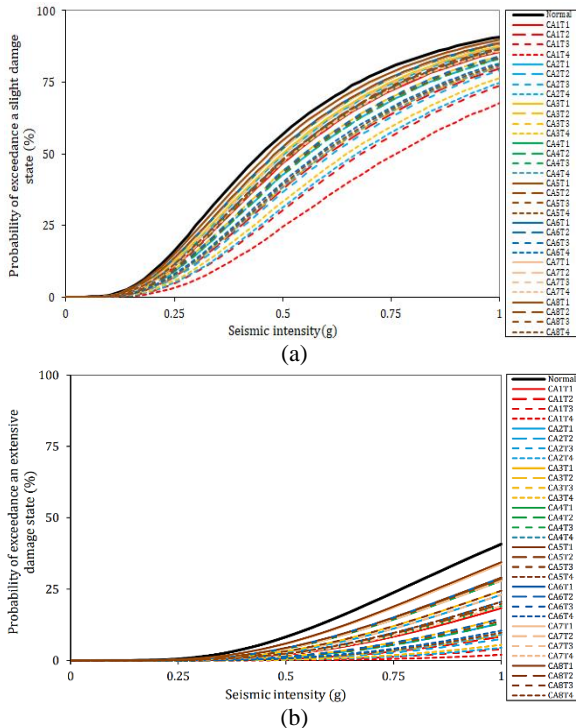 (a)
Probability of exceedance a slight damage
state (%)
100
75
50
25
0
0
0.25
0.5
0.75
1
Seismic intensity(g)
Normal
CA1T1
CA1T2
CA1T3
CA1T4
CA2T1
CA2T2
CA2T3
CA2T4
CA3T1
CA3T2
CA3T3
CA3T4
CA4T1
CA4T2
CA4T3
CA4T4
CA5T1
CA5T2
CA5T3
CA5T4
CA6T1
CA6T2
CA6T3
CA6T4
CA7T1
CA7T2
CA7T3
CA7T4
CA8T1
CA8T2
CA8T3
CA8T4
(b)
Probability of exceedance an extensive
damage state (%)
100
75
50
25
0
0
0.25
0.5
0.75
1
Seismic intensity (g)
Normal
CA1T1
CA1T2
CA1T3
CA1T4
CA2T1
CA2T2
CA2T3
CA2T4
CA3T1
CA3T2
CA3T3
CA3T4
CA4T1
CA4T2
CA4T3
CA4T4
CA5T1
CA5T2
CA5T3
CA5T4
CA6T1
CA6T2
CA6T3
CA6T4
CA7T1
CA7T2
CA7T3
CA7T4
CA8T1
CA8T2
CA8T3
CA8T4